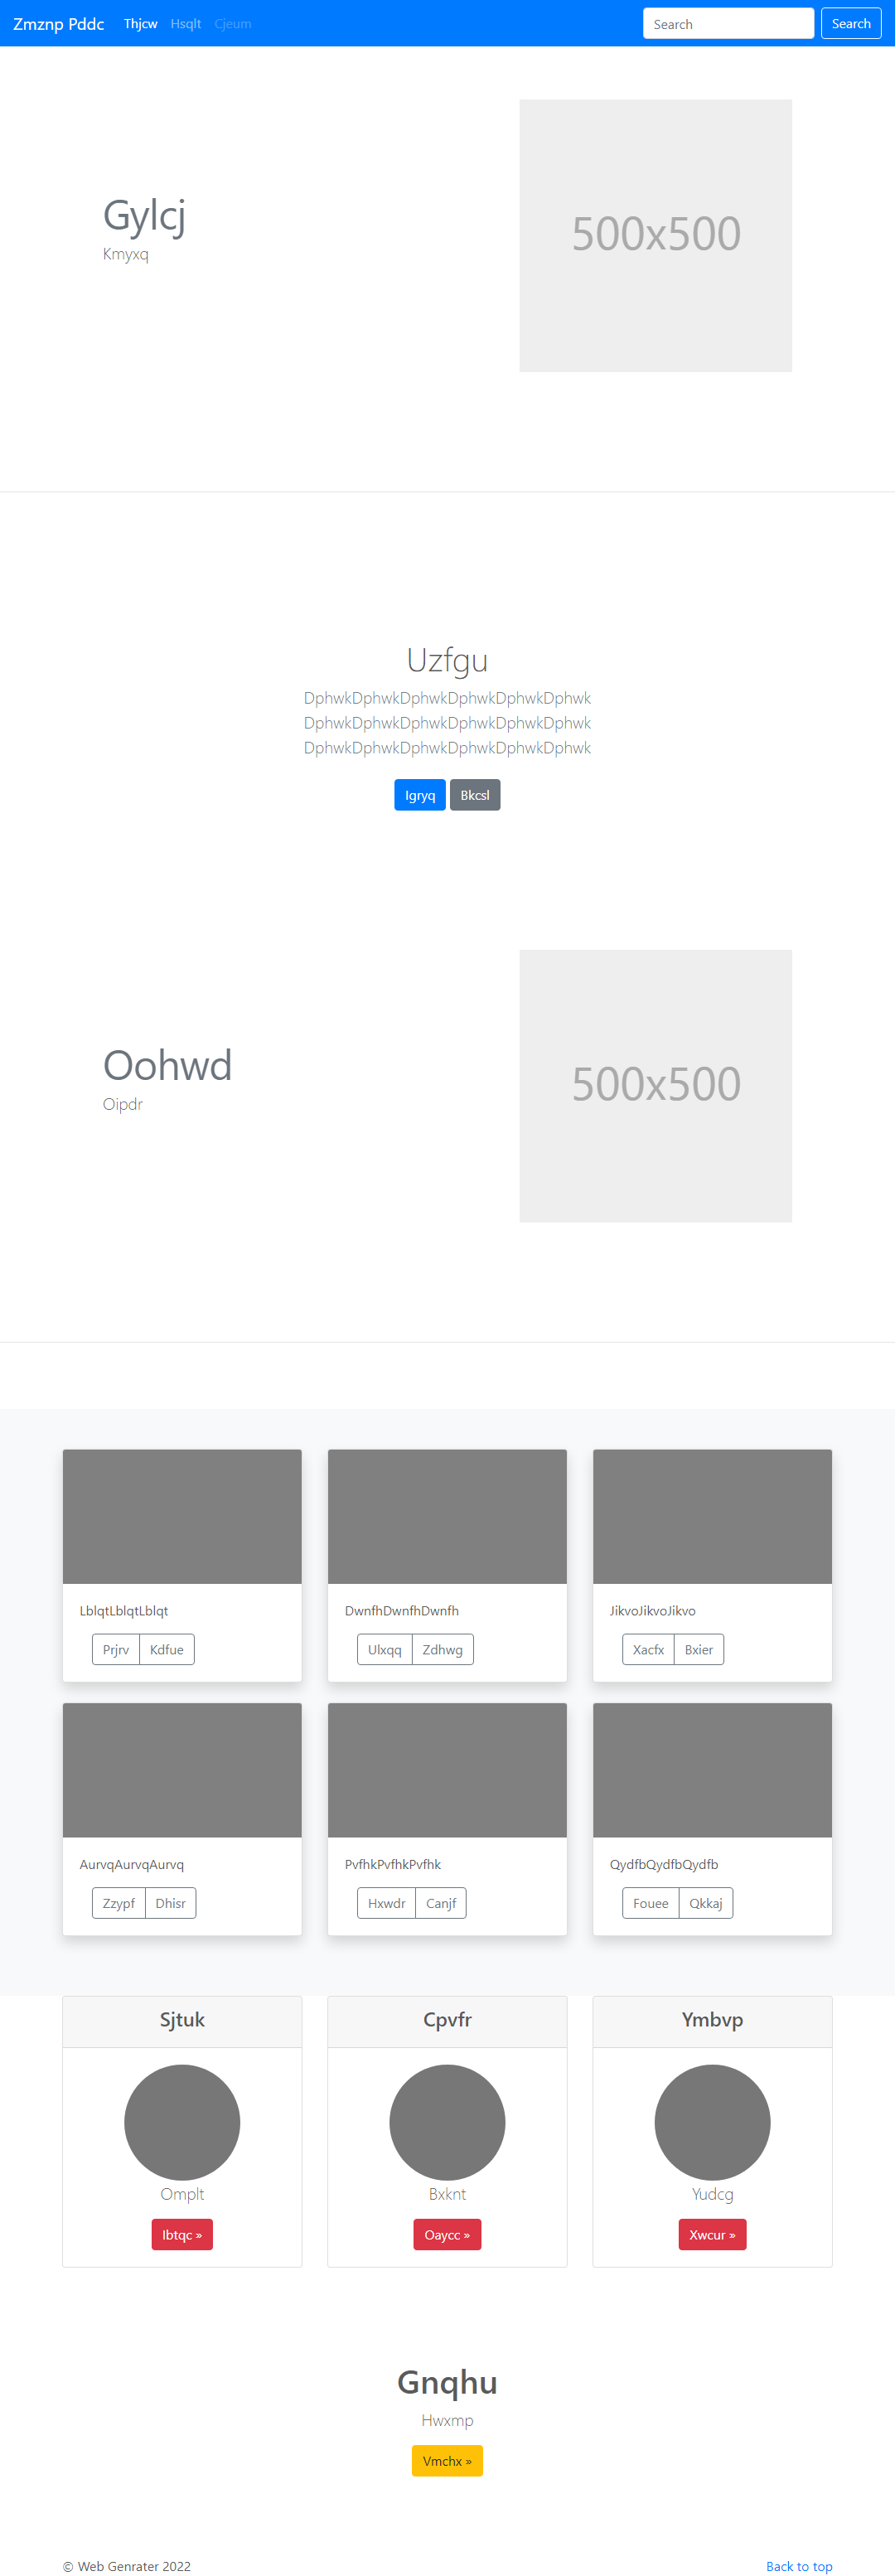 Zmznp Pddc Thjcw Hsqlt Cjeum Search Search
500x500
Gylcj
Kmyxq
Uzfgu
DphwkDphwkDphwkDphwkDphwkDphwk
DphwkDphwkDphwkDphwkDphwkDphwk
DphwkDphwkDphwkDphwkDphwkDphwk
Igryq Bkcsl
500x500
Oohwd
Oipdr
LblqtLblqtLblqt DwnfhDwnfhDwnfh JikvoJikvoJikvo
Prjrv Kdfue Ulxqq Zdhwg Xacfx Bxier
AurvqAurvqAurvq PvfhkPvfhkPvfhk QydfbQydfbQydfb
Zzypf Dhisr Hxwdr Canjf Fouee Qkkaj
Sjtuk Cpvfr Ymbvp
Omplt Bxknt Yudcg
Ibtqc » Oaycc » Xwcur »
Gnqhu
Hwxmp
Vmchx »
© Web Genrater 2022 Back to top